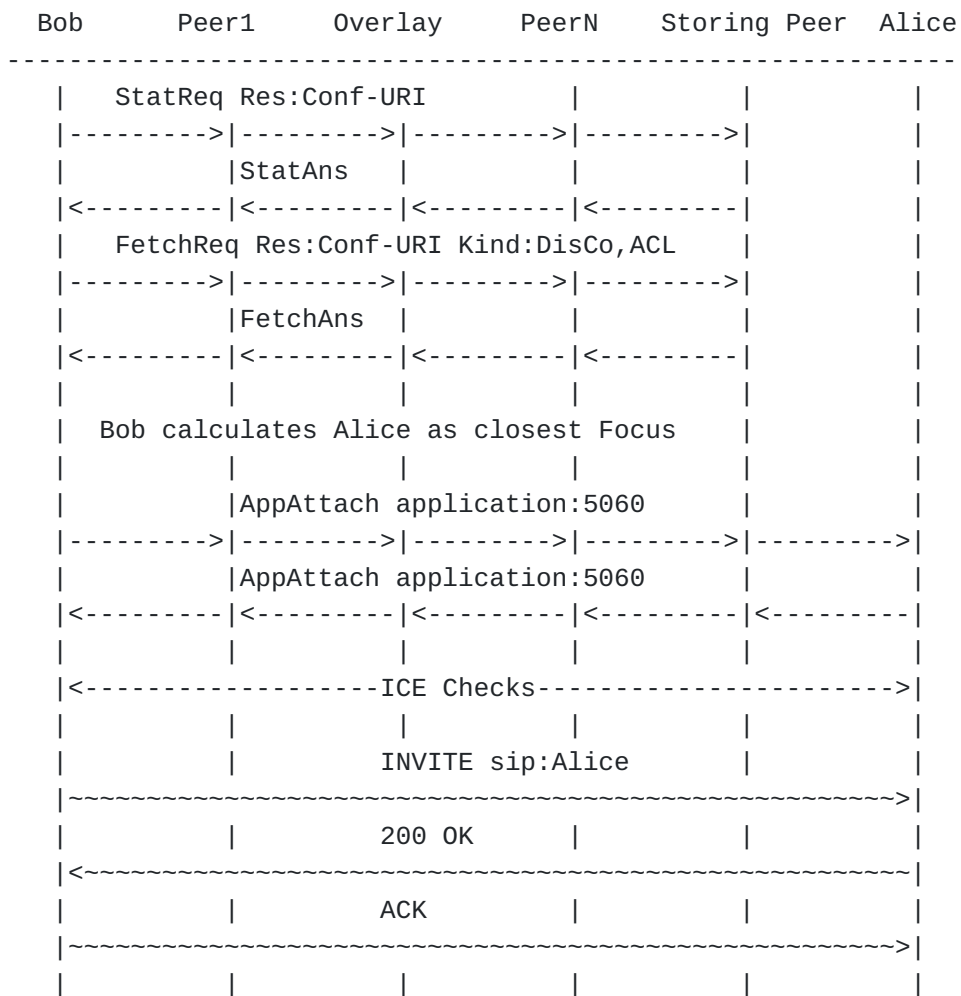 Bob      Peer1     Overlay     PeerN    Storing Peer  Alice
-------------------------------------------------------------
|   StatReq Res:Conf-URI         |          |          |
|--------->|--------->|--------->|--------->|          |
|          |StatAns   |          |          |          |
|<---------|<---------|<---------|<---------|          |
|   FetchReq Res:Conf-URI Kind:DisCo,ACL    |          |
|--------->|--------->|--------->|--------->|          |
|          |FetchAns  |          |          |          |
|<---------|<---------|<---------|<---------|          |
|          |          |          |          |          |
|  Bob calculates Alice as closest Focus    |          |
|          |          |          |          |          |
|          |AppAttach application:5060      |          |
|--------->|--------->|--------->|--------->|--------->|
|          |AppAttach application:5060      |          |
|<---------|<---------|<---------|<---------|<---------|
|          |          |          |          |          |
|<-------------------ICE Checks----------------------->|
|          |          |          |          |          |
|          |         INVITE sip:Alice       |          |
|~~~~~~~~~~~~~~~~~~~~~~~~~~~~~~~~~~~~~~~~~~~~~~~~~~~~~>|
|          |         200 OK      |          |          |
|<~~~~~~~~~~~~~~~~~~~~~~~~~~~~~~~~~~~~~~~~~~~~~~~~~~~~~|
|          |         ACK         |          |          |
|~~~~~~~~~~~~~~~~~~~~~~~~~~~~~~~~~~~~~~~~~~~~~~~~~~~~~>|
|          |          |          |          |          |